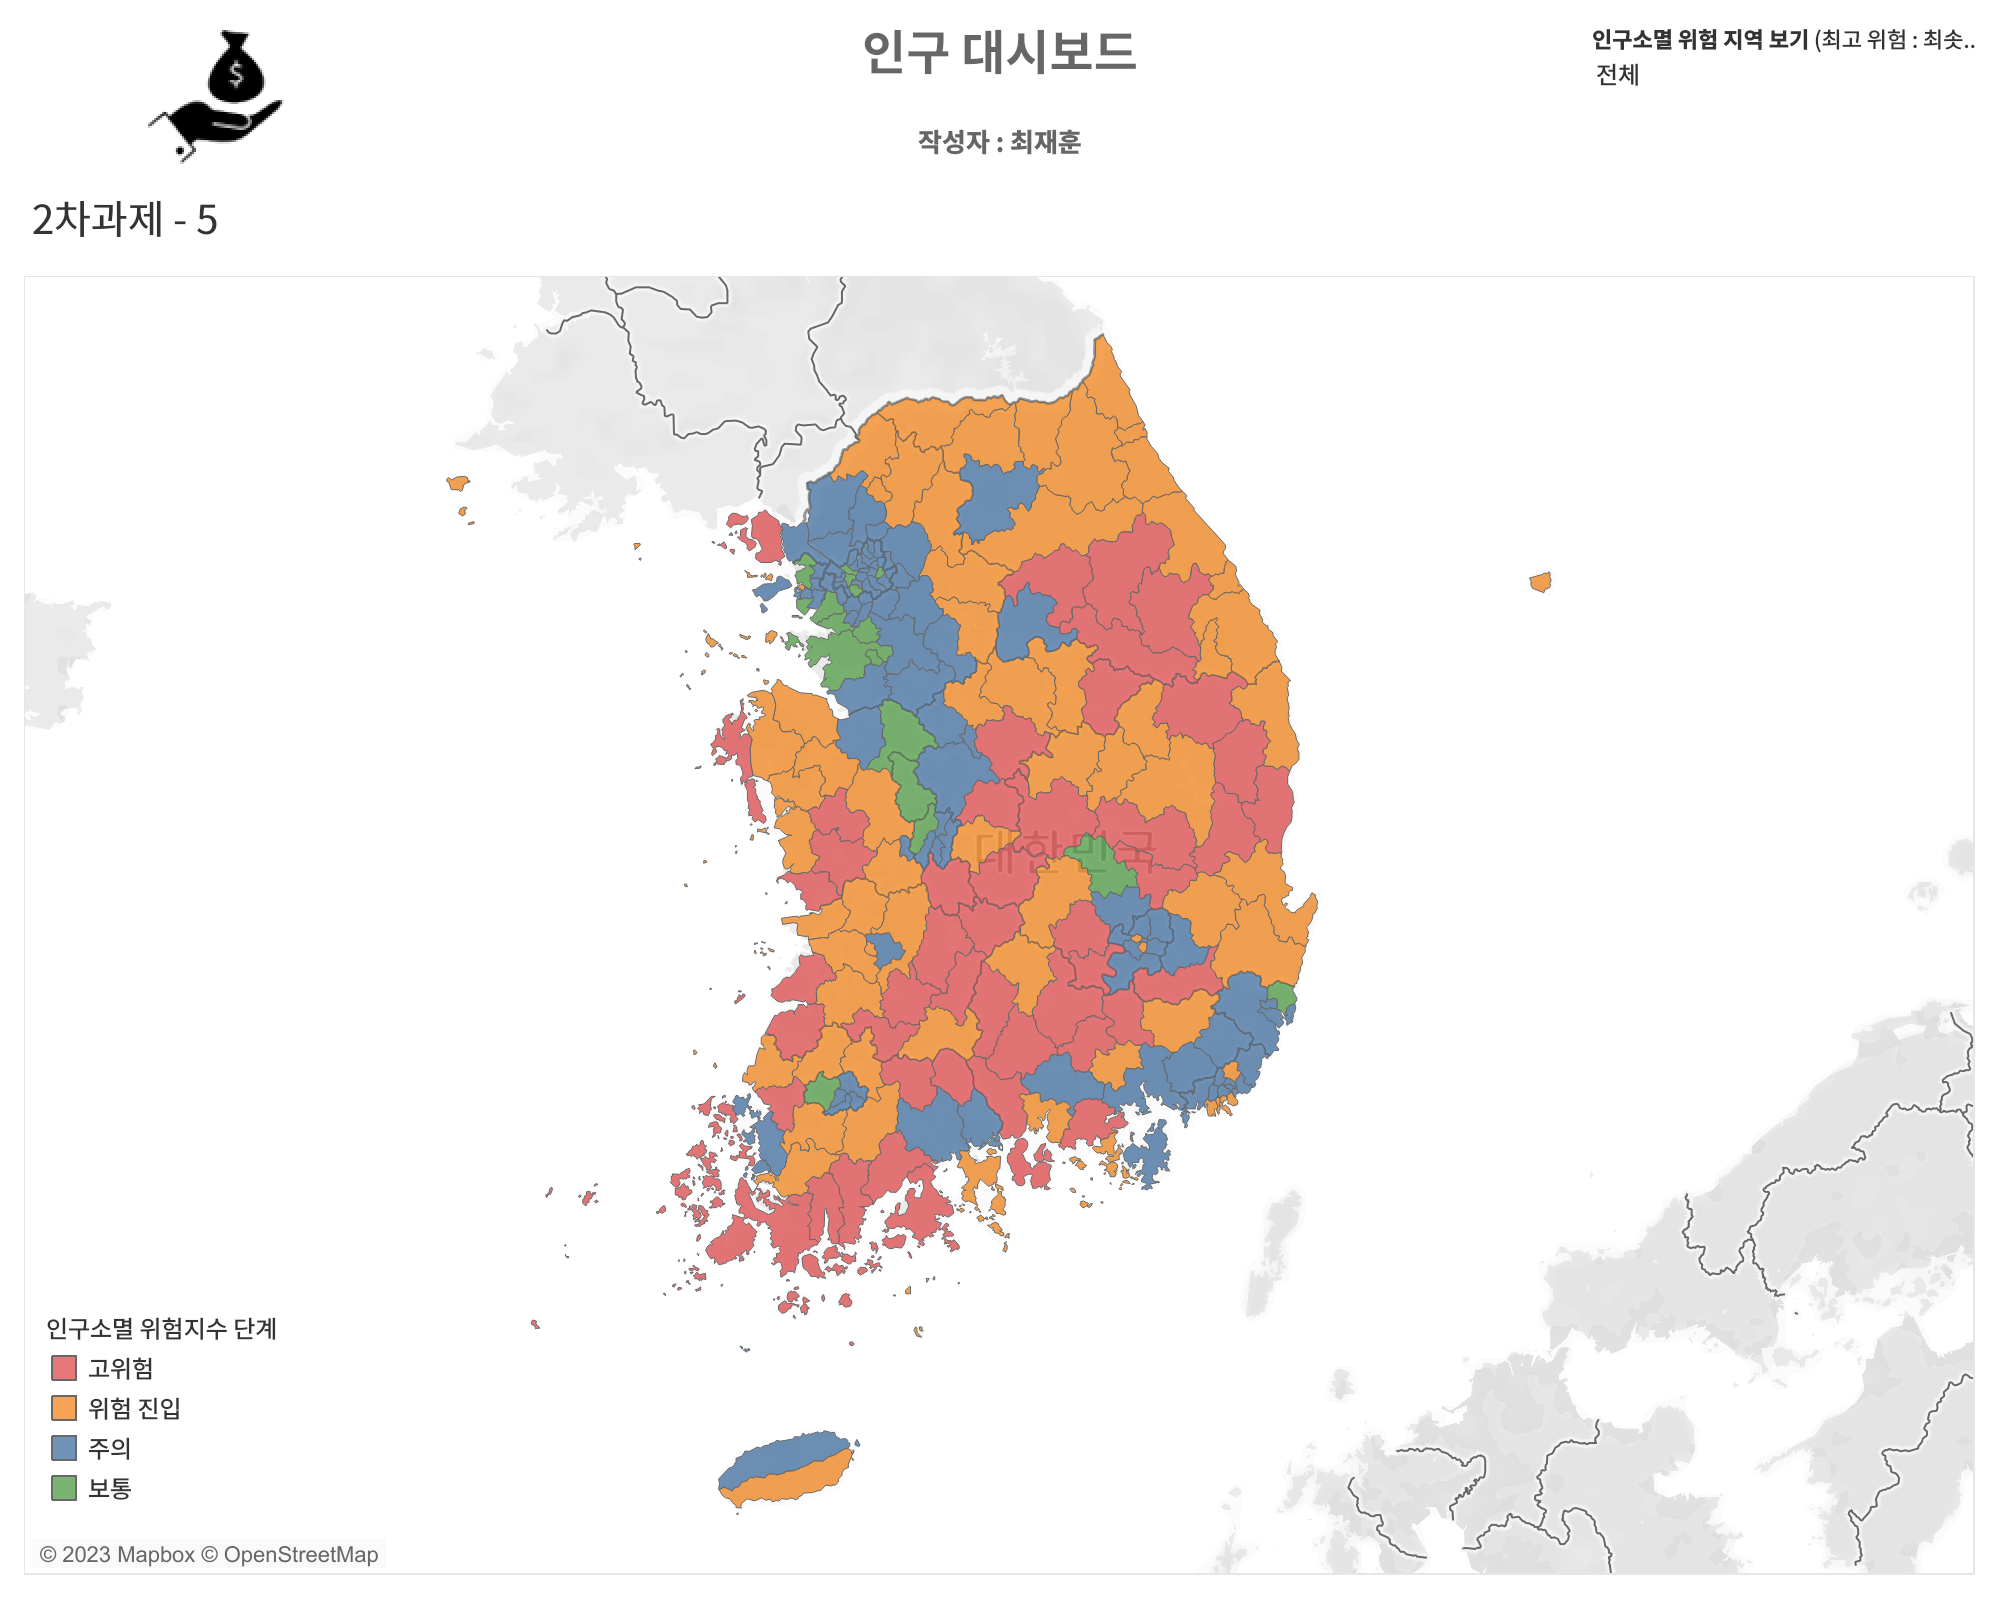 인구 대시보드
인구소멸 위험 지역 보기 (최고 위험 : 최솟..
전체
작성자 : 최재훈
2차과제 - 5
대한민국
인구소멸 위험지수 단계
고위험
위험 진입
주의
보통
© 2023 Mapbox © OpenStreetMap